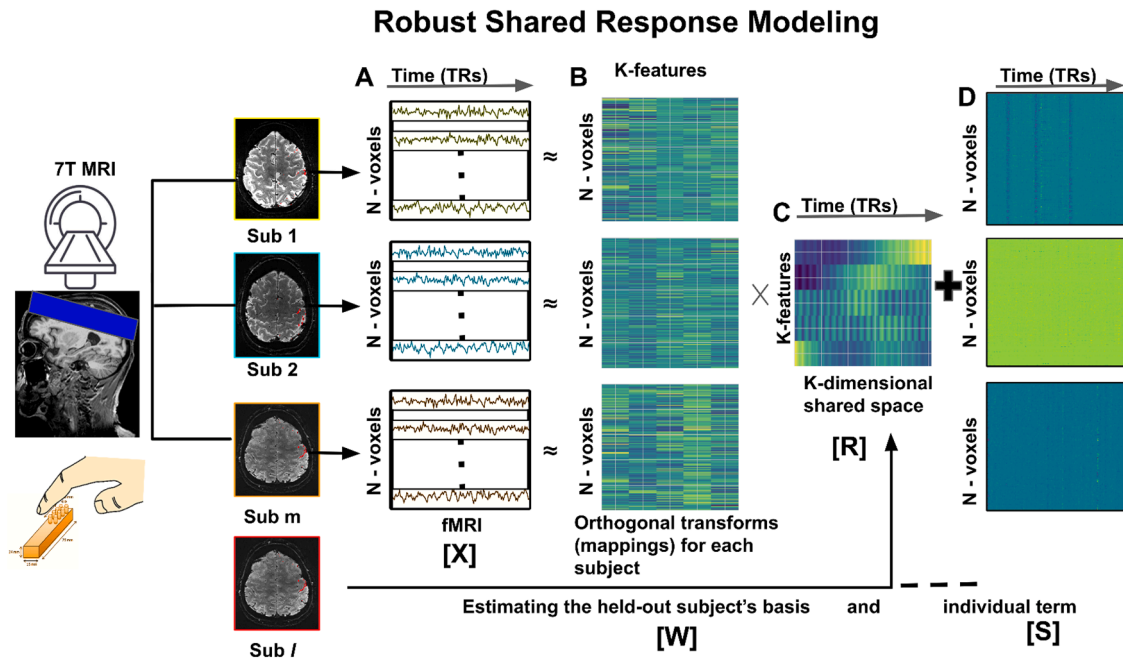 Robust Shared Response Modeling
A
Time (TRs)
B
K-features
D
Time (TRs)
7T MRI
N - voxels
≈
N - voxels
N - voxels
Sub 1
C
Time (TRs)
N - voxels
≈
N - voxels
×
K-features
+
N - voxels
Sub 2
K-dimensional
shared space
[R]
N - voxels
≈
N - voxels
N - voxels
Sub m
fMRI
[X]
Orthogonal transforms
(mappings) for each
subject
Estimating the held-out subject's basis and individual term
[W]
[S]
Sub l